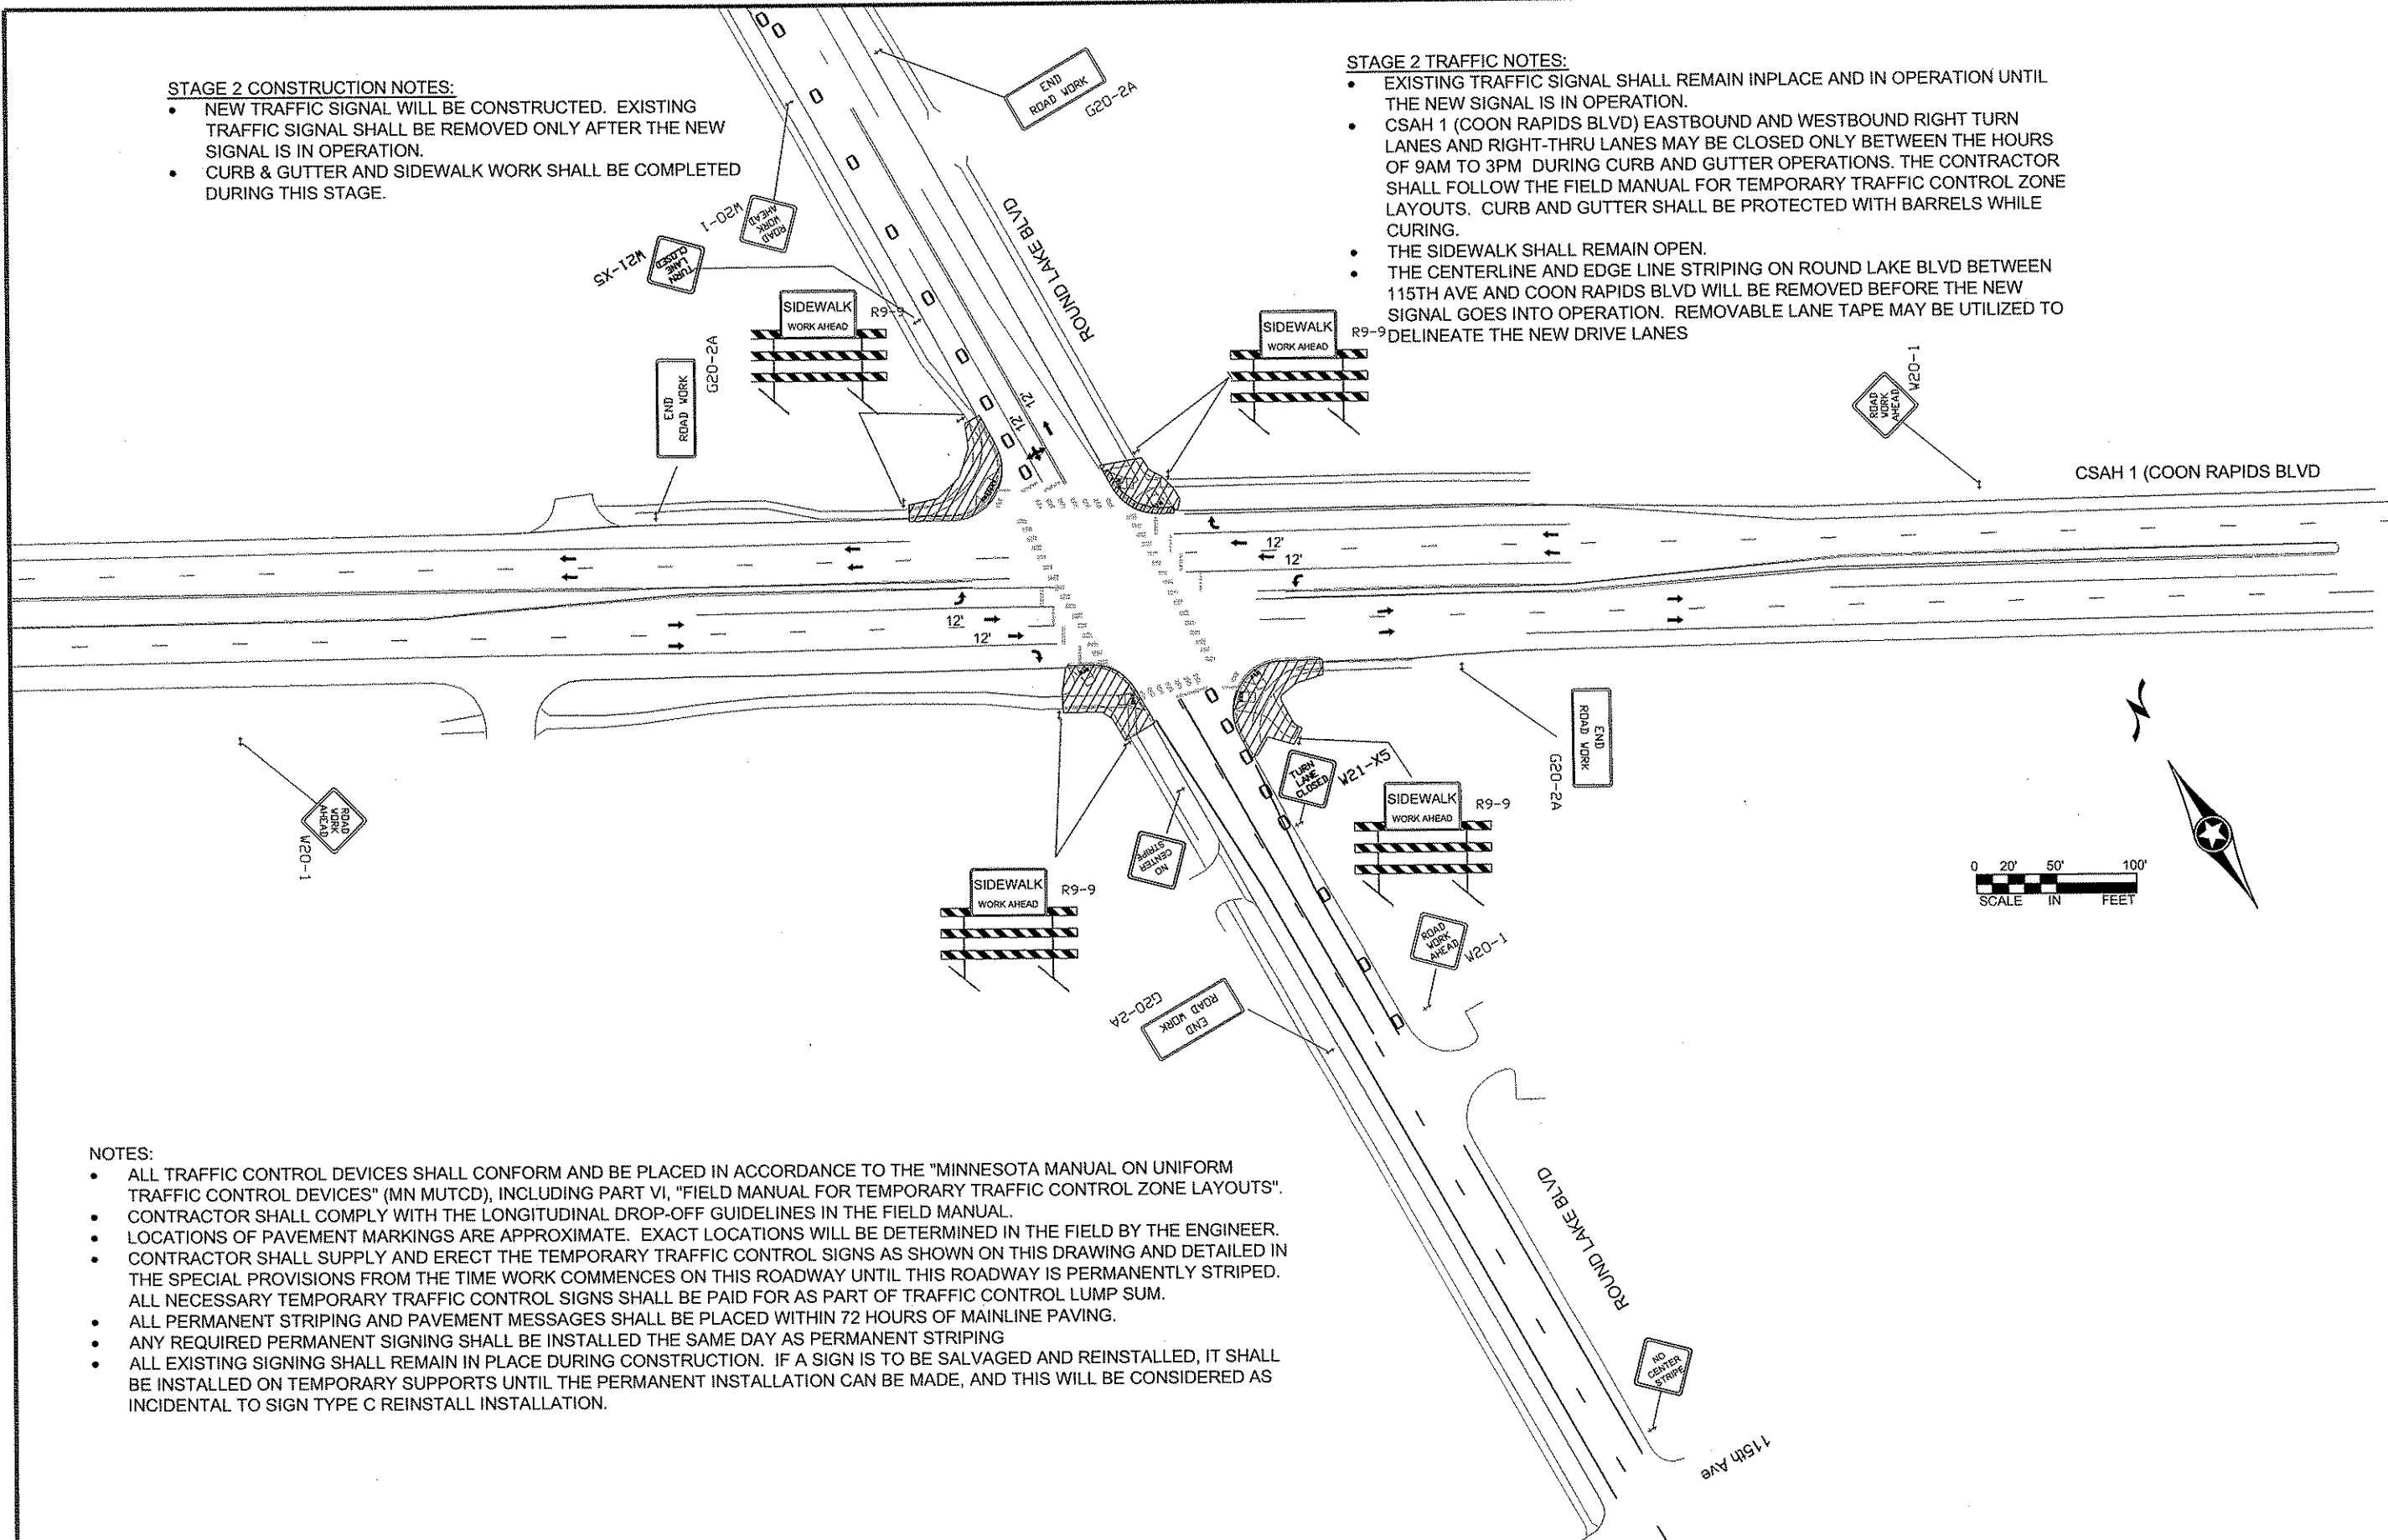 STAGE 2 CONSTRUCTION NOTES:
• NEW TRAFFIC SIGNAL WILL BE CONSTRUCTED. EXISTING
TRAFFIC SIGNAL SHALL BE REMOVED ONLY AFTER THE NEW
SIGNAL IS IN OPERATION.
• CURB & GUTTER AND SIDEWALK WORK SHALL BE COMPLETED
DURING THIS STAGE.
STAGE 2 TRAFFIC NOTES:
• EXISTING TRAFFIC SIGNAL SHALL REMAIN INPLACE AND IN OPERATION UNTIL
THE NEW SIGNAL IS IN OPERATION.
• CSAH 1 (COON RAPIDS BLVD) EASTBOUND AND WESTBOUND RIGHT TURN
LANES AND RIGHT-THRU LANES MAY BE CLOSED ONLY BETWEEN THE HOURS
OF 9AM TO 3PM DURING CURB AND GUTTER OPERATIONS. THE CONTRACTOR
SHALL FOLLOW THE FIELD MANUAL FOR TEMPORARY TRAFFIC CONTROL ZONE
LAYOUTS. CURB AND GUTTER SHALL BE PROTECTED WITH BARRELS WHILE
CURING.
• THE SIDEWALK SHALL REMAIN OPEN.
• THE CENTERLINE AND EDGE LINE STRIPING ON ROUND LAKE BLVD BETWEEN
115TH AVE AND COON RAPIDS BLVD WILL BE REMOVED BEFORE THE NEW
SIGNAL GOES INTO OPERATION. REMOVABLE LANE TAPE MAY BE UTILIZED TO
DELINEATE THE NEW DRIVE LANES
END
ROAD WORK
G20-2A
ROAD
WORK
AHEAD
W20-1
TURN
LANE
CLOSED
W21-X5
ROUND LAKE BLVD
SIDEWALK
WORK AHEAD
R9-9
END
ROAD WORK
G20-2A
SIDEWALK
WORK AHEAD
R9-9
ROAD
WORK
AHEAD
W20-1
12'
12'
CSAH 1 (COON RAPIDS BLVD
12'
12'
12'
12'
END
ROAD WORK
G20-2A
TURN
LANE
CLOSED
W21-X5
SIDEWALK
WORK AHEAD
R9-9
ROAD
WORK
AHEAD
W20-1
NO
CENTER
STRIPE
SIDEWALK
WORK AHEAD
R9-9
0 20' 50' 100'
SCALE IN FEET
ROAD
WORK
AHEAD
W20-1
END
ROAD WORK
G20-2A
ROUND LAKE BLVD
NO
CENTER
STRIPE
115th Ave
NOTES:
• ALL TRAFFIC CONTROL DEVICES SHALL CONFORM AND BE PLACED IN ACCORDANCE TO THE "MINNESOTA MANUAL ON UNIFORM
TRAFFIC CONTROL DEVICES" (MN MUTCD), INCLUDING PART VI, "FIELD MANUAL FOR TEMPORARY TRAFFIC CONTROL ZONE LAYOUTS".
• CONTRACTOR SHALL COMPLY WITH THE LONGITUDINAL DROP-OFF GUIDELINES IN THE FIELD MANUAL.
• LOCATIONS OF PAVEMENT MARKINGS ARE APPROXIMATE. EXACT LOCATIONS WILL BE DETERMINED IN THE FIELD BY THE ENGINEER.
• CONTRACTOR SHALL SUPPLY AND ERECT THE TEMPORARY TRAFFIC CONTROL SIGNS AS SHOWN ON THIS DRAWING AND DETAILED IN
THE SPECIAL PROVISIONS FROM THE TIME WORK COMMENCES ON THIS ROADWAY UNTIL THIS ROADWAY IS PERMANENTLY STRIPED.
ALL NECESSARY TEMPORARY TRAFFIC CONTROL SIGNS SHALL BE PAID FOR AS PART OF TRAFFIC CONTROL LUMP SUM.
• ALL PERMANENT STRIPING AND PAVEMENT MESSAGES SHALL BE PLACED WITHIN 72 HOURS OF MAINLINE PAVING.
• ANY REQUIRED PERMANENT SIGNING SHALL BE INSTALLED THE SAME DAY AS PERMANENT STRIPING
• ALL EXISTING SIGNING SHALL REMAIN IN PLACE DURING CONSTRUCTION. IF A SIGN IS TO BE SALVAGED AND REINSTALLED, IT SHALL
BE INSTALLED ON TEMPORARY SUPPORTS UNTIL THE PERMANENT INSTALLATION CAN BE MADE, AND THIS WILL BE CONSIDERED AS
INCIDENTAL TO SIGN TYPE C REINSTALL INSTALLATION.